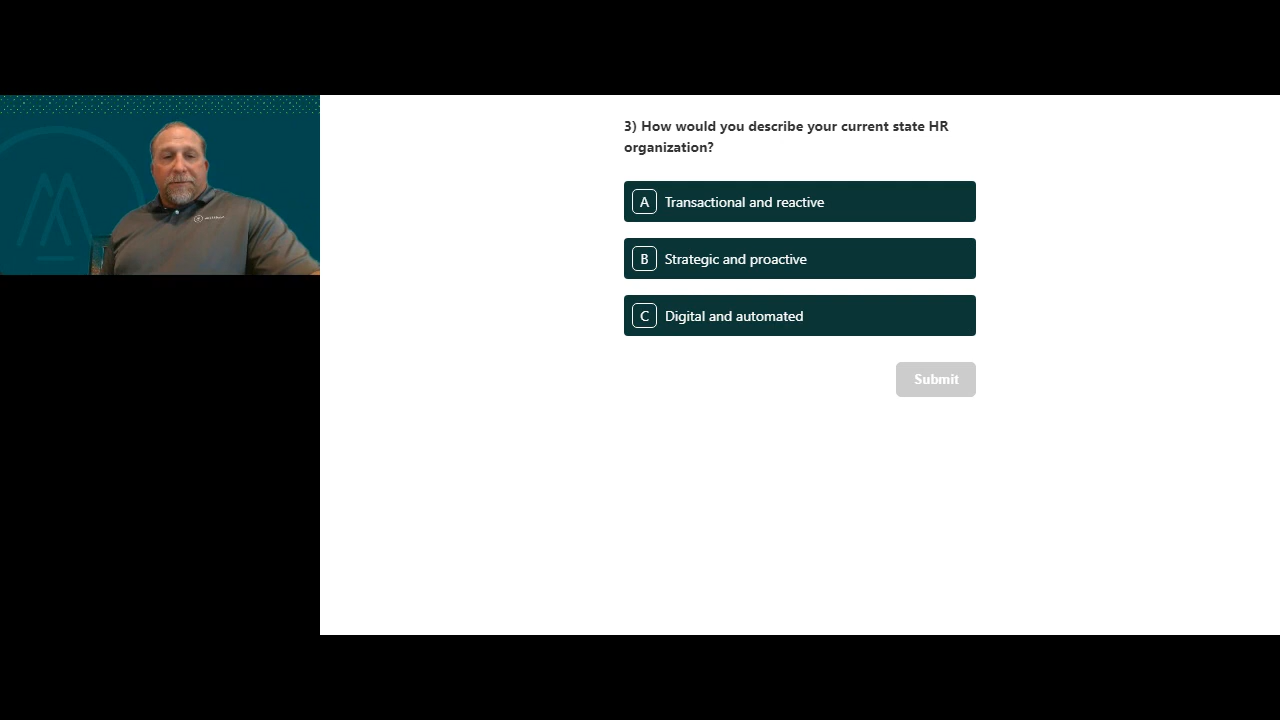 3) How would you describe your current state HR
organization?
A Transactional and reactive
B Strategic and proactive
C Digital and automated
Submit